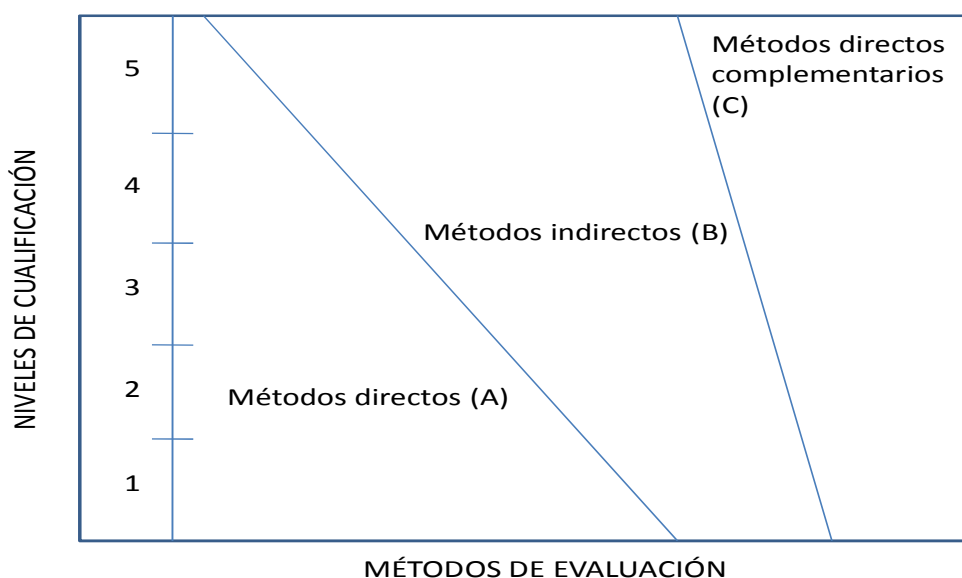 NIVELES DE CUALIFICACIÓN
5
4
3
2
1
Métodos directos
complementarios
(C)
Métodos indirectos (B)
Métodos directos (A)
MÉTODOS DE EVALUACIÓN